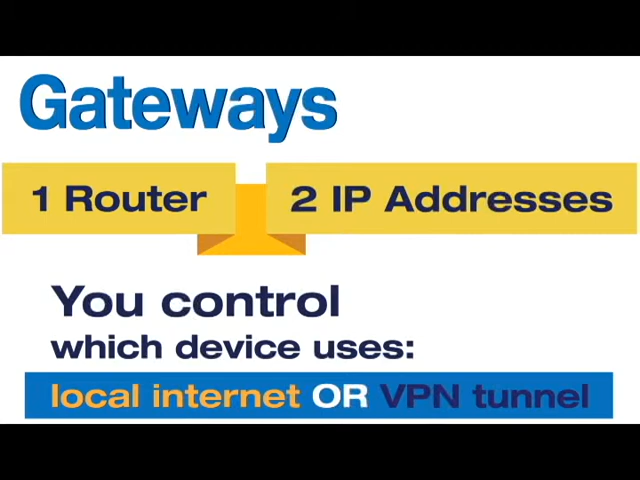 Gateways
1 Router
2 IP Addresses
You control
which device uses:
local internet OR VPN tunnel